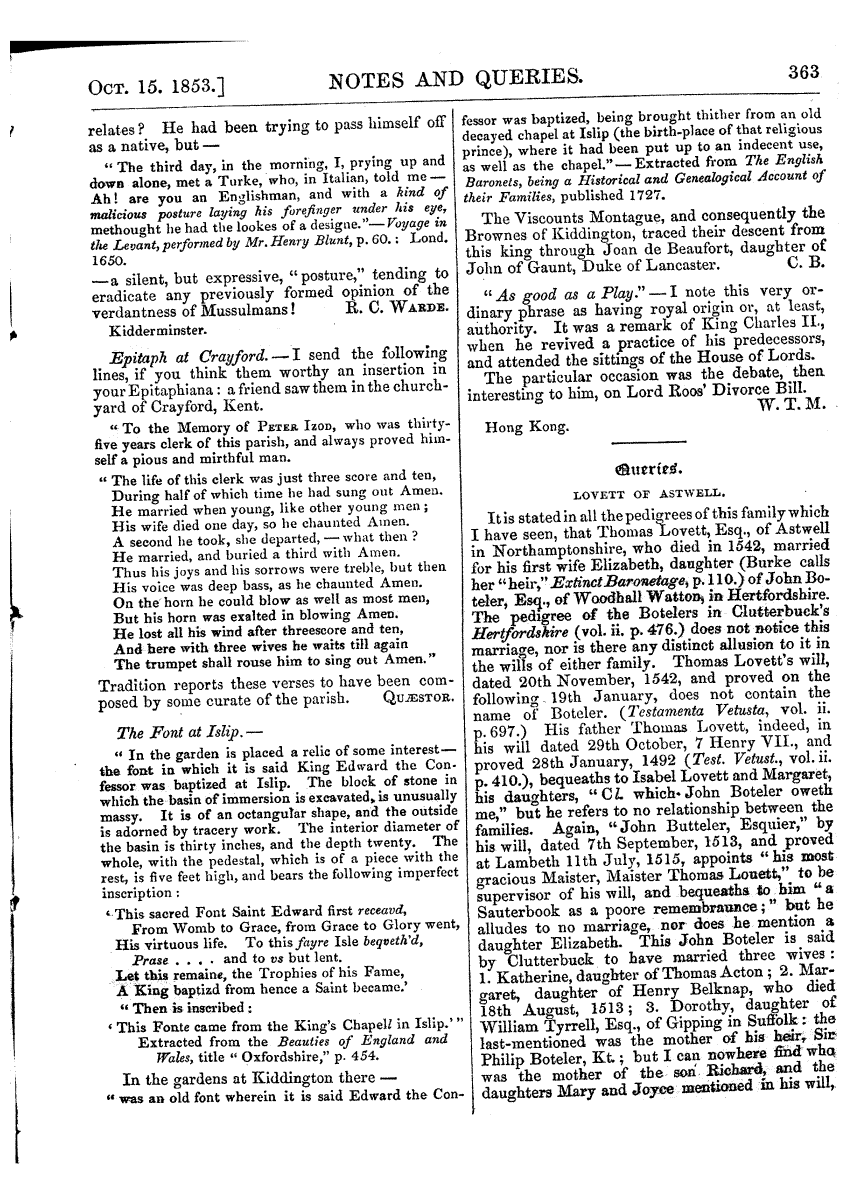 OCT. 15. 1853.] NOTES AND QUERIES. 363
relates? He had been trying to pass himself off
as a native, but —
"The third day, in the morning, I, prying up and
down alone, met a Turke, who, in Italian, told me —
Ah! are you an Englishman, and with a kind of
malicious posture laying his forefinger under his eye,
methought he had the lookes of a designe."—Voyage in
the Levant, performed by Mr. Henry Blunt, p. 60.: Lond.
1650.
—a silent, but expressive, "posture," tending to
eradicate any previously formed opinion of the
verdantness of Mussulmans! R. C. WARDE.
Kidderminster.
Epitaph at Crayford.—I send the following
lines, if you think them worthy an insertion in
your Epitaphiana: a friend saw them in the church-
yard of Crayford, Kent.
"To the Memory of PETER IZOD, who was thirty-
five years clerk of this parish, and always proved him-
self a pious and mirthful man.
"The life of this clerk was just three score and ten,
During half of which time he had sung out Amen.
He married when young, like other young men;
His wife died one day, so he chaunted Amen.
A second he took, she departed,—what then?
He married, and buried a third with Amen.
Thus his joys and his sorrows were treble, but then
His voice was deep bass, as he chaunted Amen.
On the horn he could blow as well as most men,
But his horn was exalted in blowing Amen.
He lost all his wind after threescore and ten,
And here with three wives he waits till again
The trumpet shall rouse him to sing out Amen."
Tradition reports these verses to have been com-
posed by some curate of the parish. QUÆSTOR.
The Font at Islip.—
"In the garden is placed a relic of some interest—
the font in which it is said King Edward the Con-
fessor was baptized at Islip. The block of stone in
which the basin of immersion is excavated, is unusually
massy. It is of an octangular shape, and the outside
is adorned by tracery work. The interior diameter of
the basin is thirty inches, and the depth twenty. The
whole, with the pedestal, which is of a piece with the
rest, is five feet high, and bears the following imperfect
inscription:
'This sacred Font Saint Edward first receavd,
From Womb to Grace, from Grace to Glory went,
His virtuous life. To this fayre Isle beqveth'd,
Prase . . . . and to vs but lent.
Let this remaine, the Trophies of his Fame,
A King baptizd from hence a Saint became.'
"Then is inscribed:
'This Fonte came from the King's Chapell in Islip.'"
Extracted from the Beauties of England and
Wales, title "Oxfordshire," p. 454.
In the gardens at Kiddington there —
"was an old font wherein it is said Edward the Con-
fessor was baptized, being brought thither from an old
decayed chapel at Islip (the birth-place of that religious
prince), where it had been put up to an indecent use,
as well as the chapel."—Extracted from The English
Baronets, being a Historical and Genealogical Account of
their Families, published 1727.
The Viscounts Montague, and consequently the
Brownes of Kiddington, traced their descent from
this king through Joan de Beaufort, daughter of
John of Gaunt, Duke of Lancaster. C. B.
"As good as a Play."—I note this very or-
dinary phrase as having royal origin or, at least,
authority. It was a remark of King Charles II.,
when he revived a practice of his predecessors,
and attended the sittings of the House of Lords.
The particular occasion was the debate, then
interesting to him, on Lord Roos' Divorce Bill.
W. T. M.
Hong Kong.
Queries.
LOVETT OF ASTWELL.
It is stated in all the pedigrees of this family which
I have seen, that Thomas Lovett, Esq., of Astwell
in Northamptonshire, who died in 1542, married
for his first wife Elizabeth, daughter (Burke calls
her "heir," Extinct Baronetage, p. 110.) of John Bo-
teler, Esq., of Woodhall Watton, in Hertfordshire.
The pedigree of the Botelers in Clutterbuck's
Hertfordshire (vol. ii. p. 476.) does not notice this
marriage, nor is there any distinct allusion to it in
the wills of either family. Thomas Lovett's will,
dated 20th November, 1542, and proved on the
following 19th January, does not contain the
name of Boteler. (Testamenta Vetusta, vol. ii.
p. 697.) His father Thomas Lovett, indeed, in
his will dated 29th October, 7 Henry VII., and
proved 28th January, 1492 (Test. Vetust., vol. ii.
p. 410.), bequeaths to Isabel Lovett and Margaret,
his daughters, "Cl. which John Boteler oweth
me," but he refers to no relationship between the
families. Again, "John Butteler, Esquier," by
his will, dated 7th September, 1513, and proved
at Lambeth 11th July, 1515, appoints "his most
gracious Maister, Maister Thomas Louett," to be
supervisor of his will, and bequeaths to him "a
Sauterbook as a poore remembraunce;" but he
alludes to no marriage, nor does he mention a
daughter Elizabeth. This John Boteler is said
by Clutterbuck to have married three wives:
1. Katherine, daughter of Thomas Acton; 2. Mar-
garet, daughter of Henry Belknap, who died
18th August, 1513; 3. Dorothy, daughter of
William Tyrrell, Esq., of Gipping in Suffolk: the
last-mentioned was the mother of his heir, Sir
Philip Boteler, Kt.; but I can nowhere find who
was the mother of the son Richard, and the
daughters Mary and Joyce mentioned in his will,